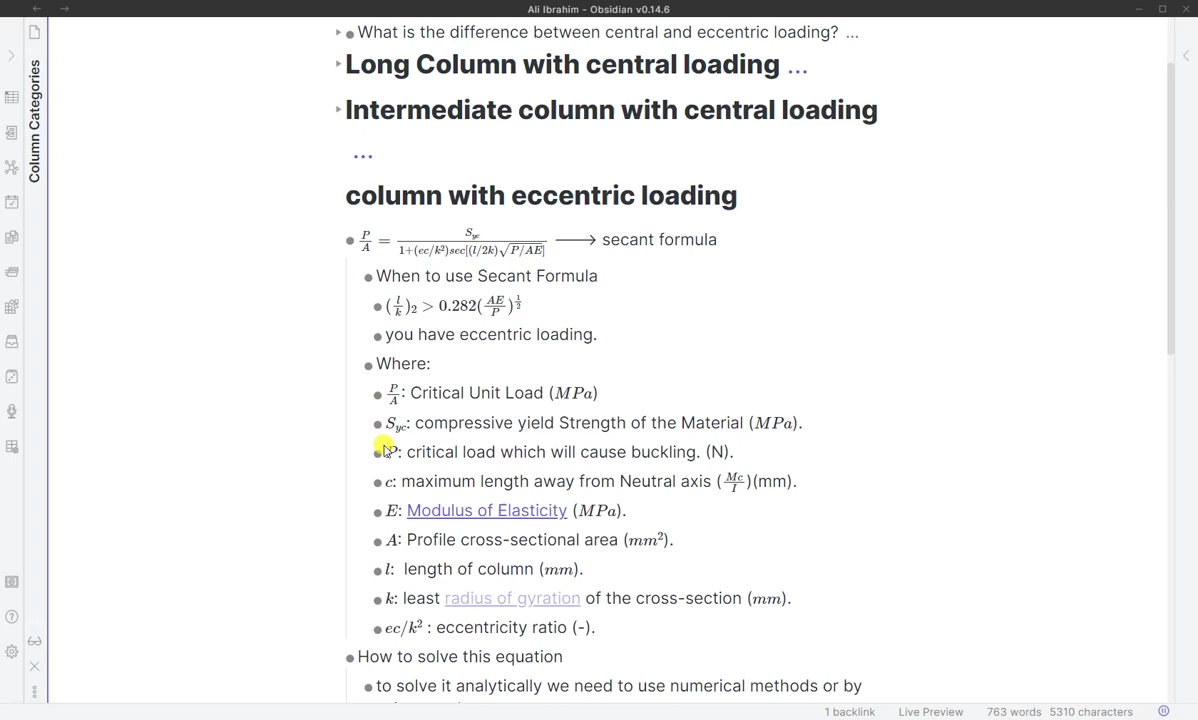 Ali Ibrahim - Obsidian v0.14.6
Column Categories
What is the difference between central and eccentric loading? ...
Long Column with central loading ...
Intermediate column with central loading
...
column with eccentric loading
P/A = S_yc / 1+(ec/k²)sec[(l/2k)√P/AE] ⟶ secant formula
When to use Secant Formula
(l/k)₂ > 0.282(AE/P)^1/2
you have eccentric loading.
Where:
P/A: Critical Unit Load (MPa)
S_yc: compressive yield Strength of the Material (MPa).
P: critical load which will cause buckling. (N).
c: maximum length away from Neutral axis (Mc/I)(mm).
E: Modulus of Elasticity (MPa).
A: Profile cross-sectional area (mm²).
l: length of column (mm).
k: least radius of gyration of the cross-section (mm).
ec/k² : eccentricity ratio (-).
How to solve this equation
to solve it analytically we need to use numerical methods or by
1 backlink Live Preview 763 words 5310 characters